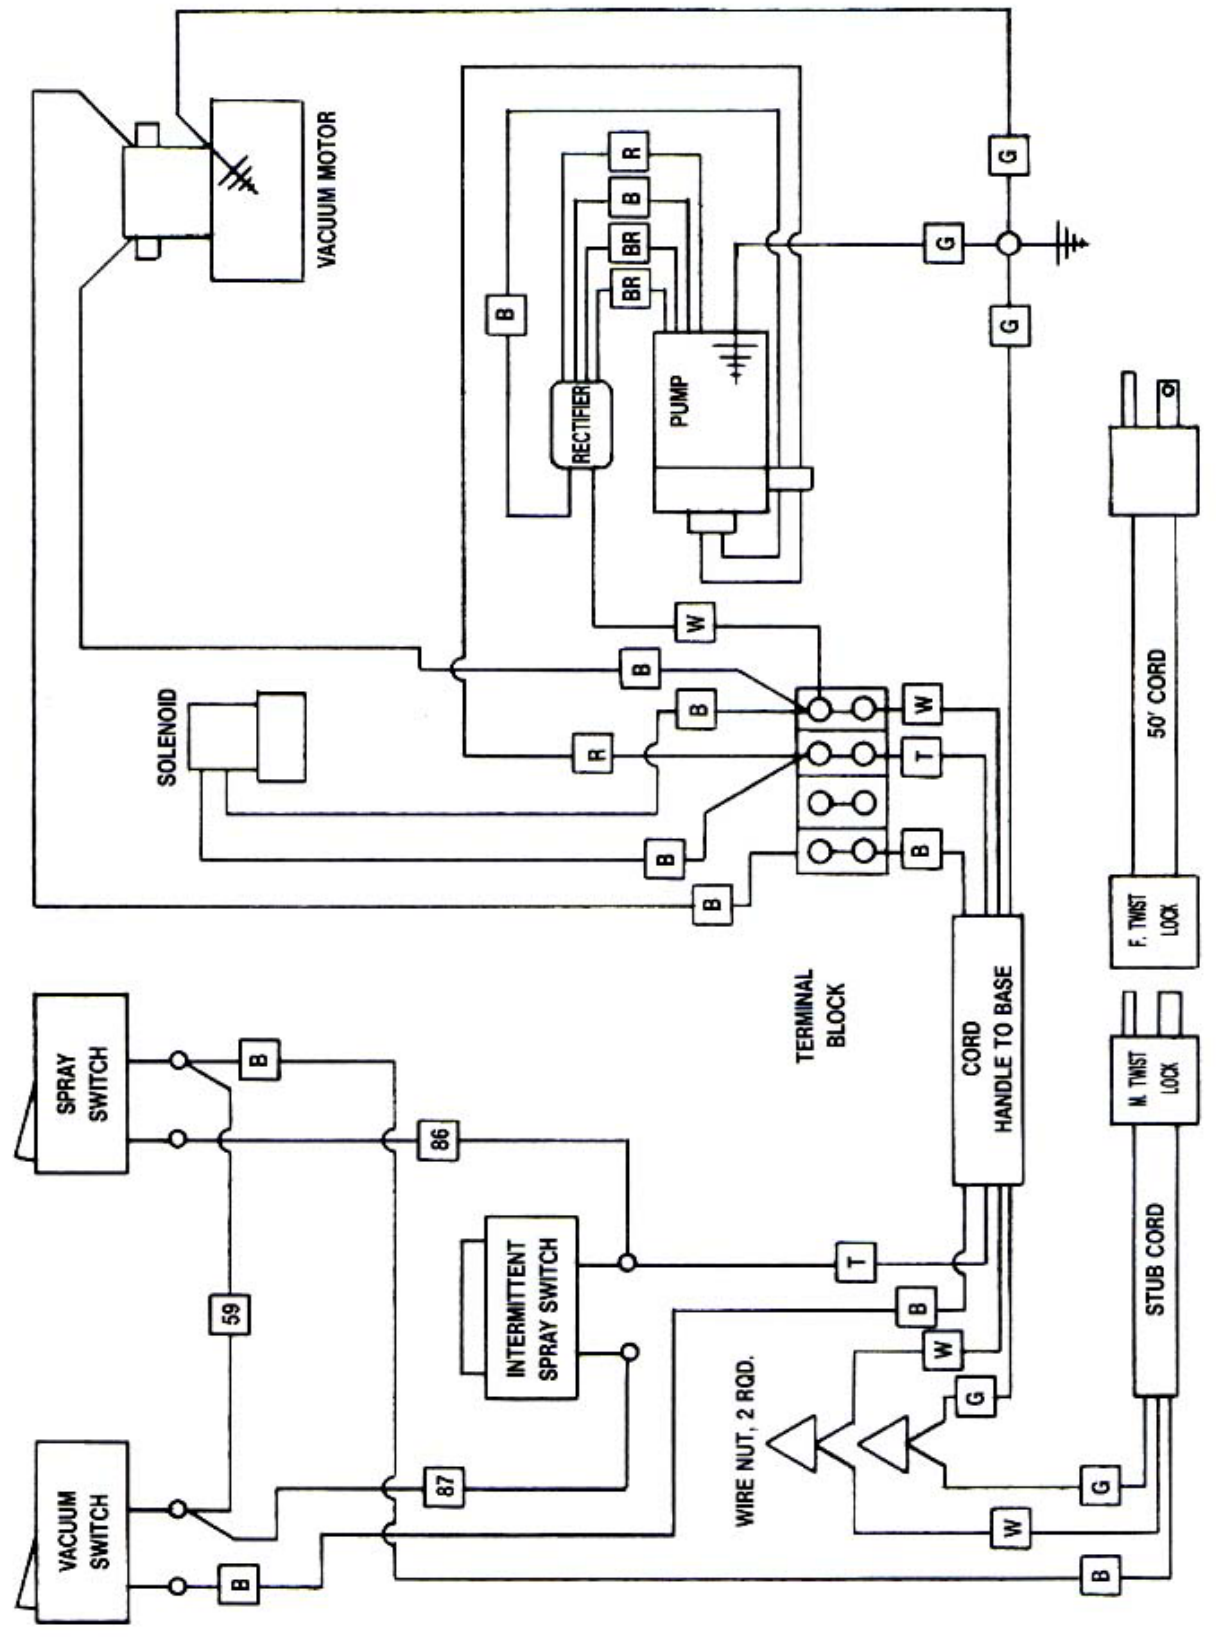 VACUUM
SWITCH
SPRAY
SWITCH
B
59
B
87
86
INTERMITTENT
SPRAY SWITCH
WIRE NUT, 2 RQD.
T
B
W
G
G
W
B
STUB CORD
M. TWIST
LOCK
F. TWIST
LOCK
50' CORD
CORD
HANDLE TO BASE
TERMINAL
BLOCK
B
T
W
B
B
R
B
B
W
SOLENOID
VACUUM MOTOR
B
RECTIFIER
PUMP
BR
BR
B
R
G
G
G